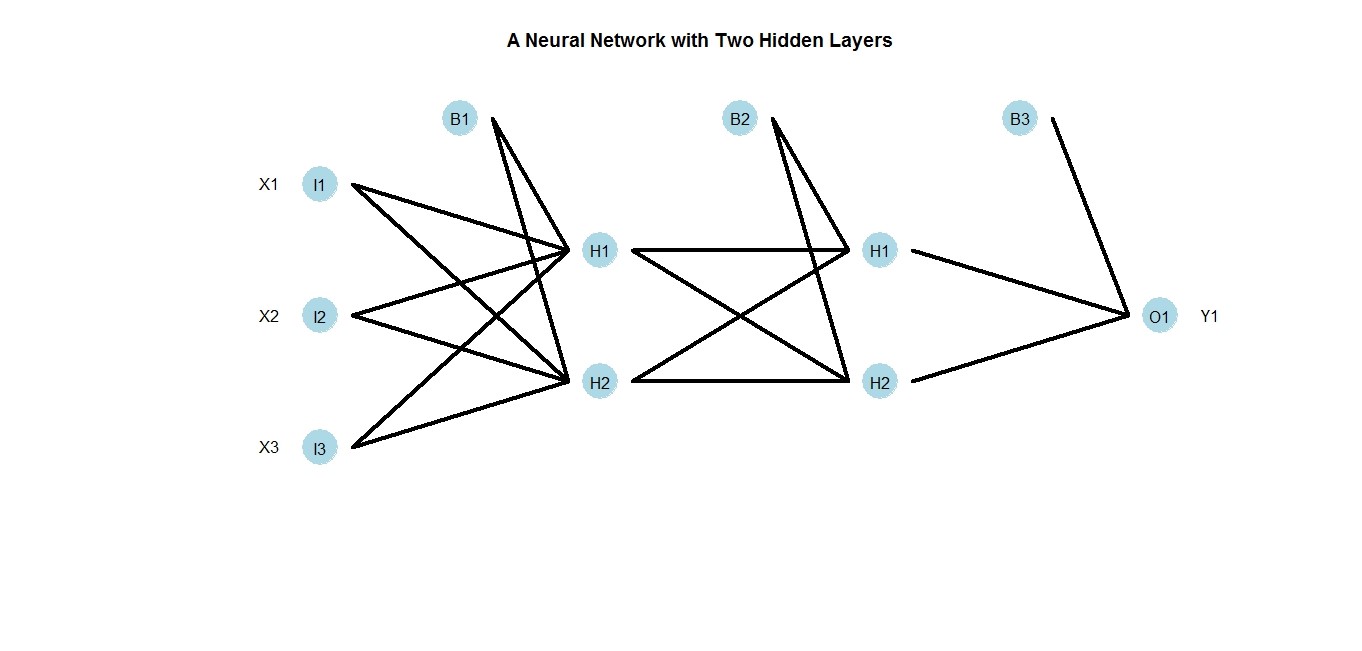 A Neural Network with Two Hidden Layers
B1 B2 B3
X1 I1
H1 H1
X2 I2 O1 Y1
H2 H2
X3 I3